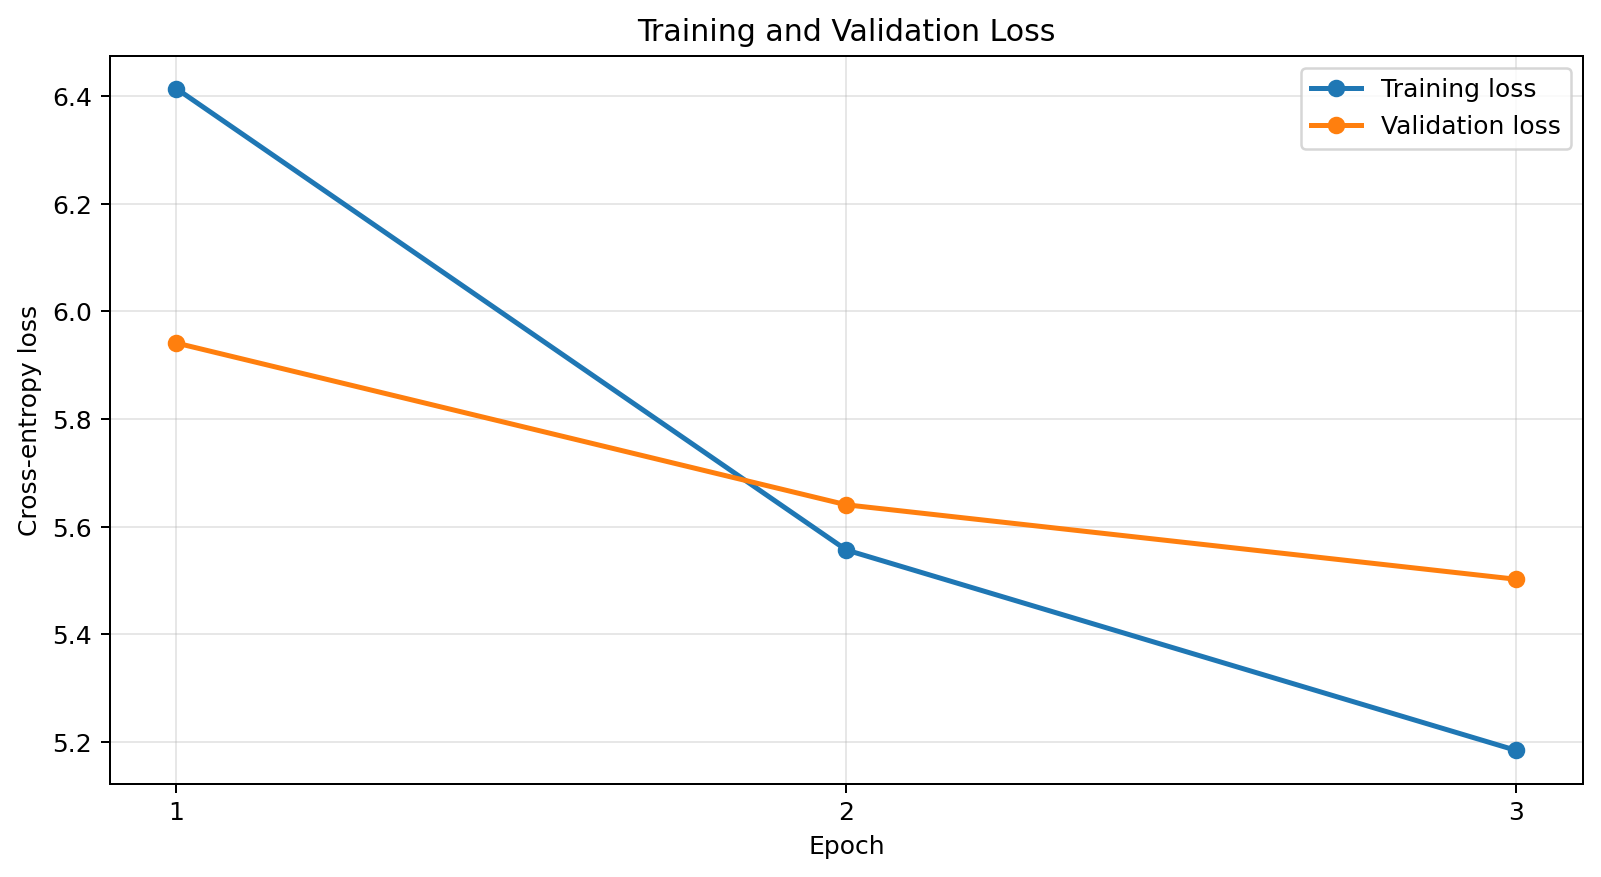 Training and Validation Loss
Training loss
Validation loss
6.4
6.2
6.0
5.8
5.6
5.4
5.2
Cross-entropy loss
1
2
3
Epoch